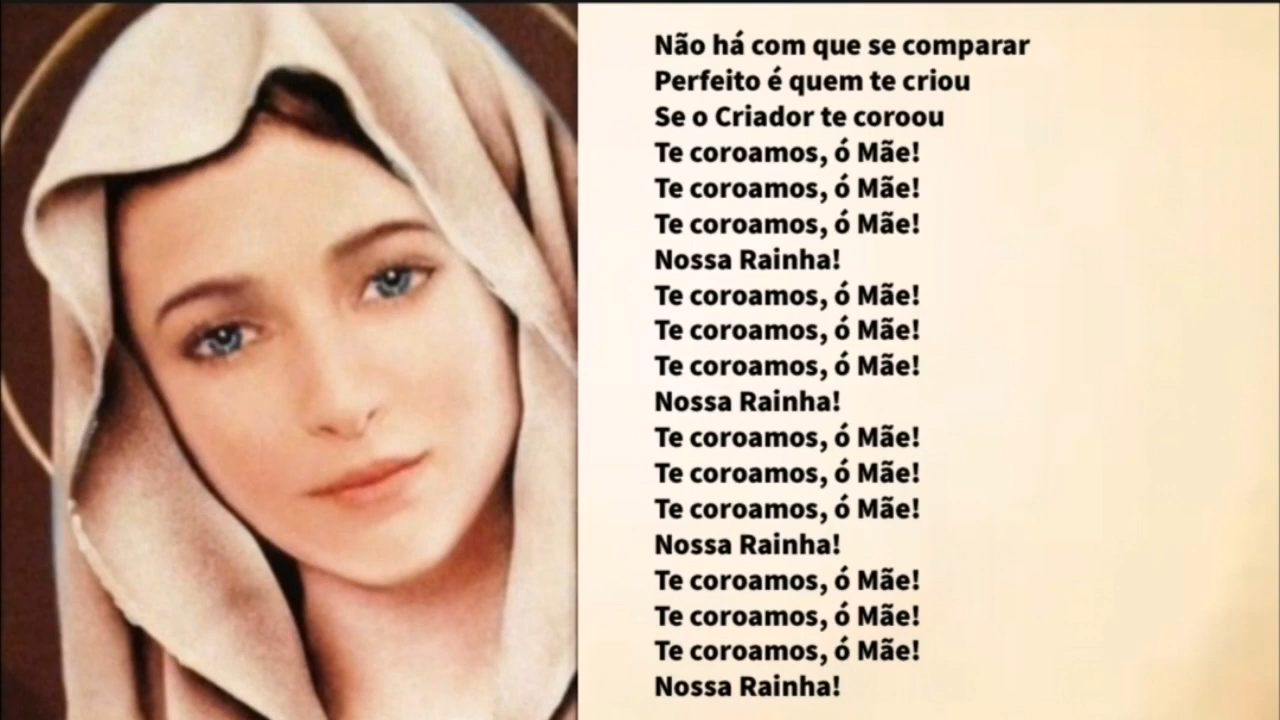 Não há com que se comparar
Perfeito é quem te criou
Se o Criador te coroou
Te coroamos, ó Mãe!
Te coroamos, ó Mãe!
Te coroamos, ó Mãe!
Nossa Rainha!
Te coroamos, ó Mãe!
Te coroamos, ó Mãe!
Te coroamos, ó Mãe!
Nossa Rainha!
Te coroamos, ó Mãe!
Te coroamos, ó Mãe!
Te coroamos, ó Mãe!
Nossa Rainha!
Te coroamos, ó Mãe!
Te coroamos, ó Mãe!
Te coroamos, ó Mãe!
Nossa Rainha!